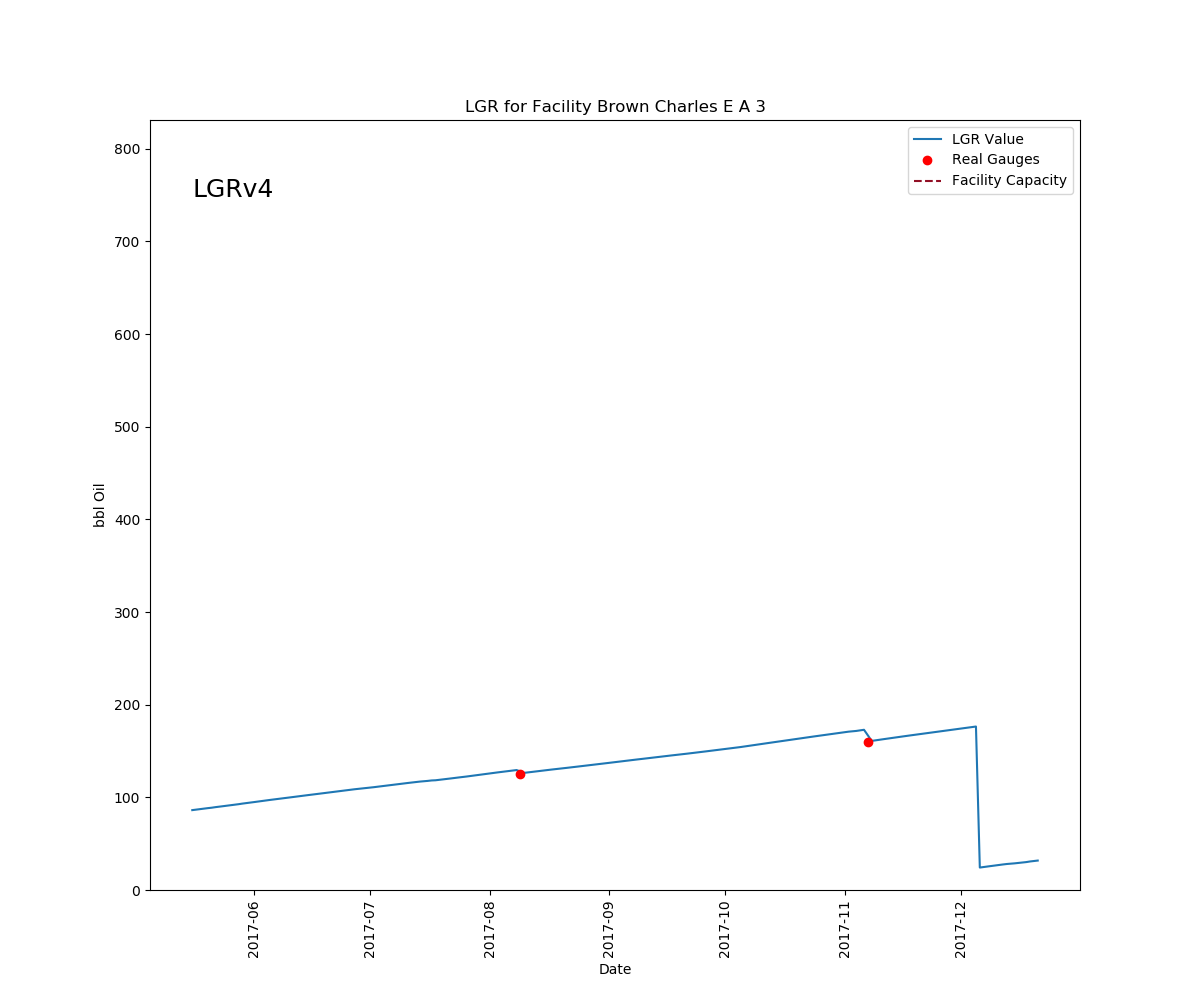 LGR for Facility Brown Charles E A 3
LGR Value
Real Gauges
Facility Capacity
LGRv4
800
700
600
500
400
300
200
100
0
bbl Oil
2017-06
2017-07
2017-08
2017-09
2017-10
2017-11
2017-12
Date